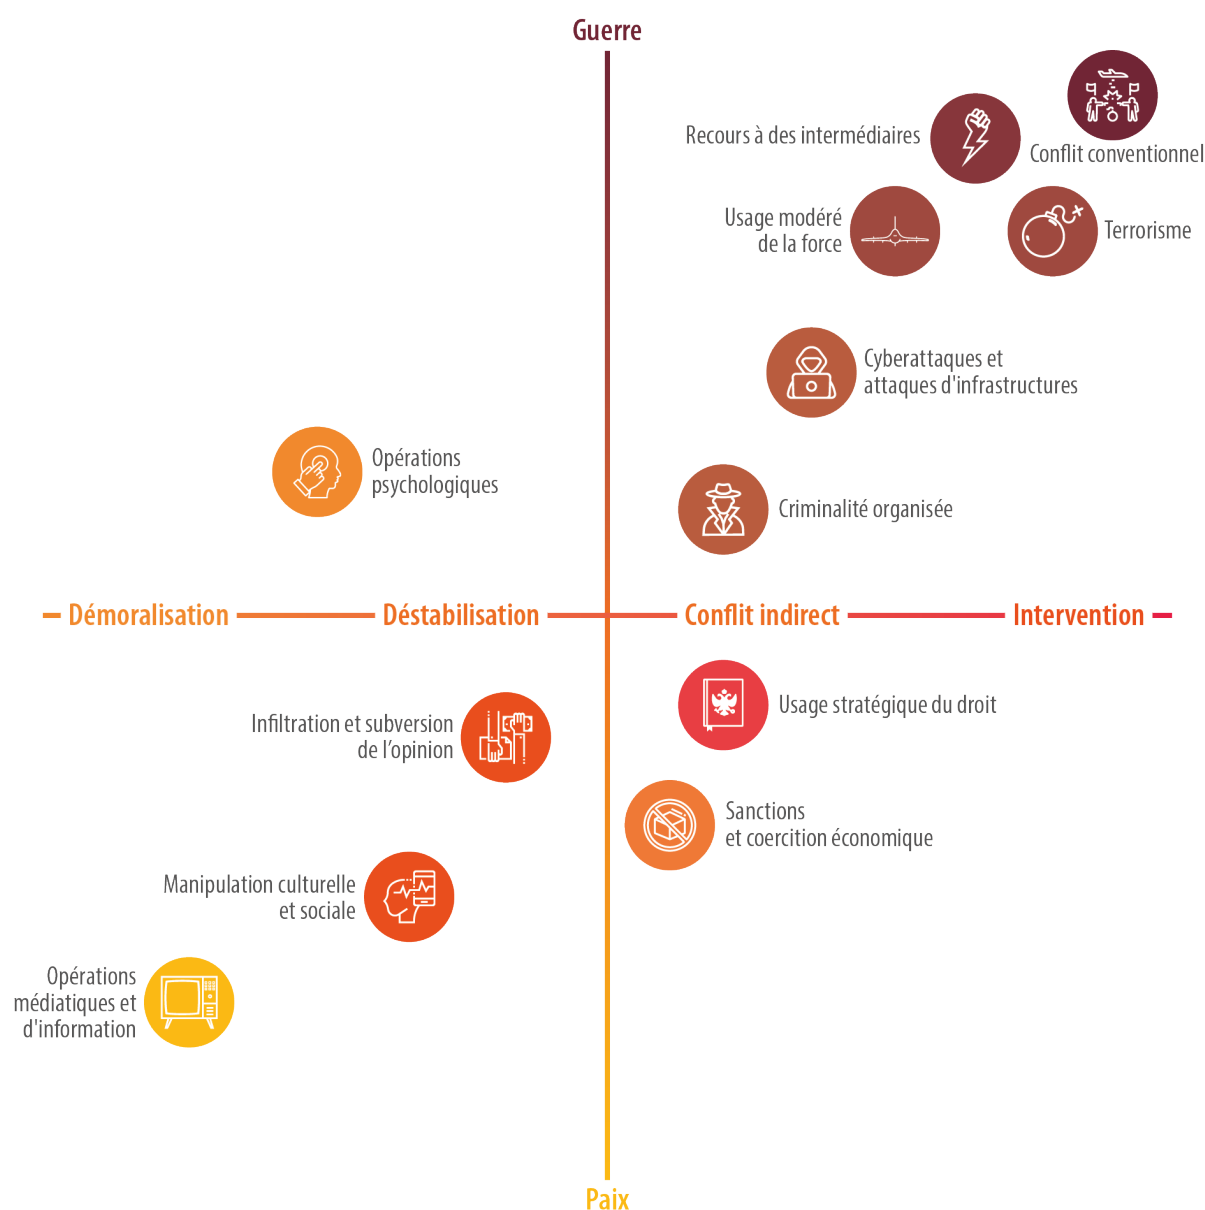 Guerre
Recours à des intermédiaires
Conflit conventionnel
Usage modéré
de la force
Terrorisme
Cyberattaques et
attaques d'infrastructures
Opérations
psychologiques
Criminalité organisée
Démoralisation
Déstabilisation
Conflit indirect
Intervention
Usage stratégique du droit
Infiltration et subversion
de l’opinion
Sanctions
et coercition économique
Manipulation culturelle
et sociale
Opérations
médiatiques et
d'information
Paix